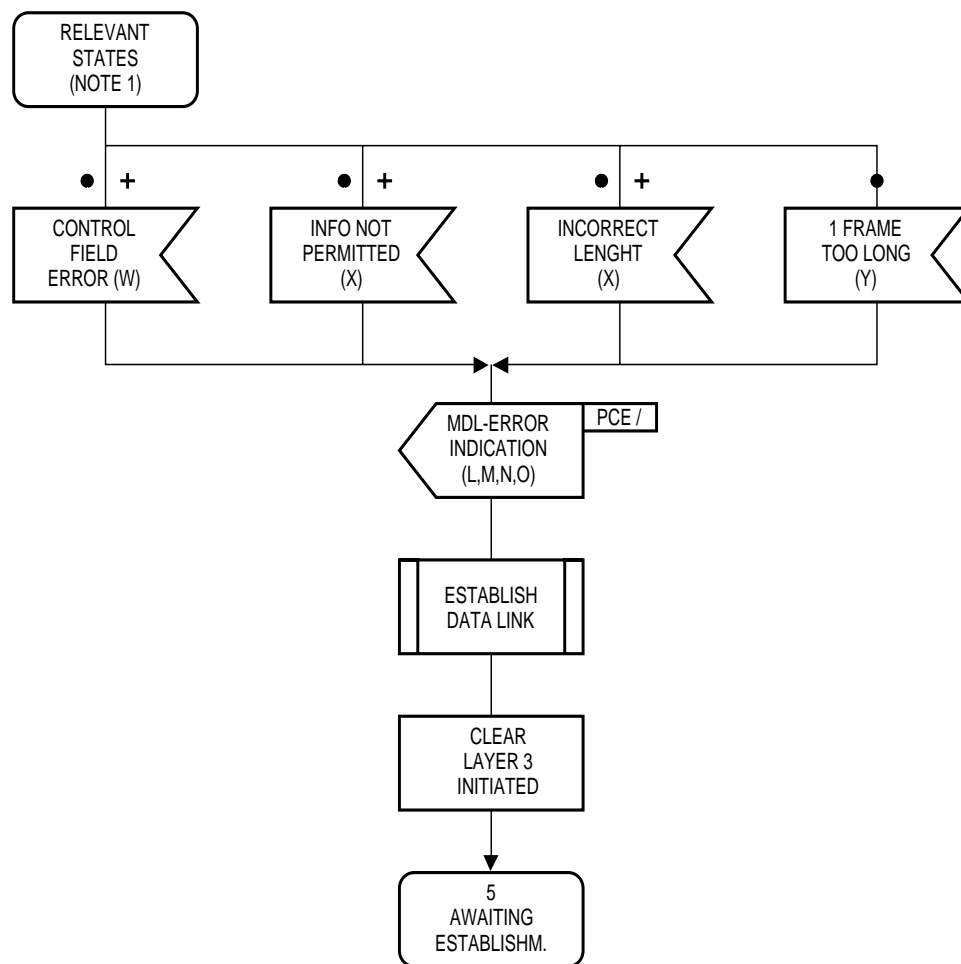 RELEVANT
STATES
(NOTE 1)
+
+
+
CONTROL
FIELD
ERROR (W)
INFO NOT
PERMITTED
(X)
INCORRECT
LENGHT
(X)
1 FRAME
TOO LONG
(Y)
MDL-ERROR
INDICATION
(L,M,N,O)
PCE /
ESTABLISH
DATA LINK
CLEAR
LAYER 3
INITIATED
5
AWAITING
ESTABLISHM.